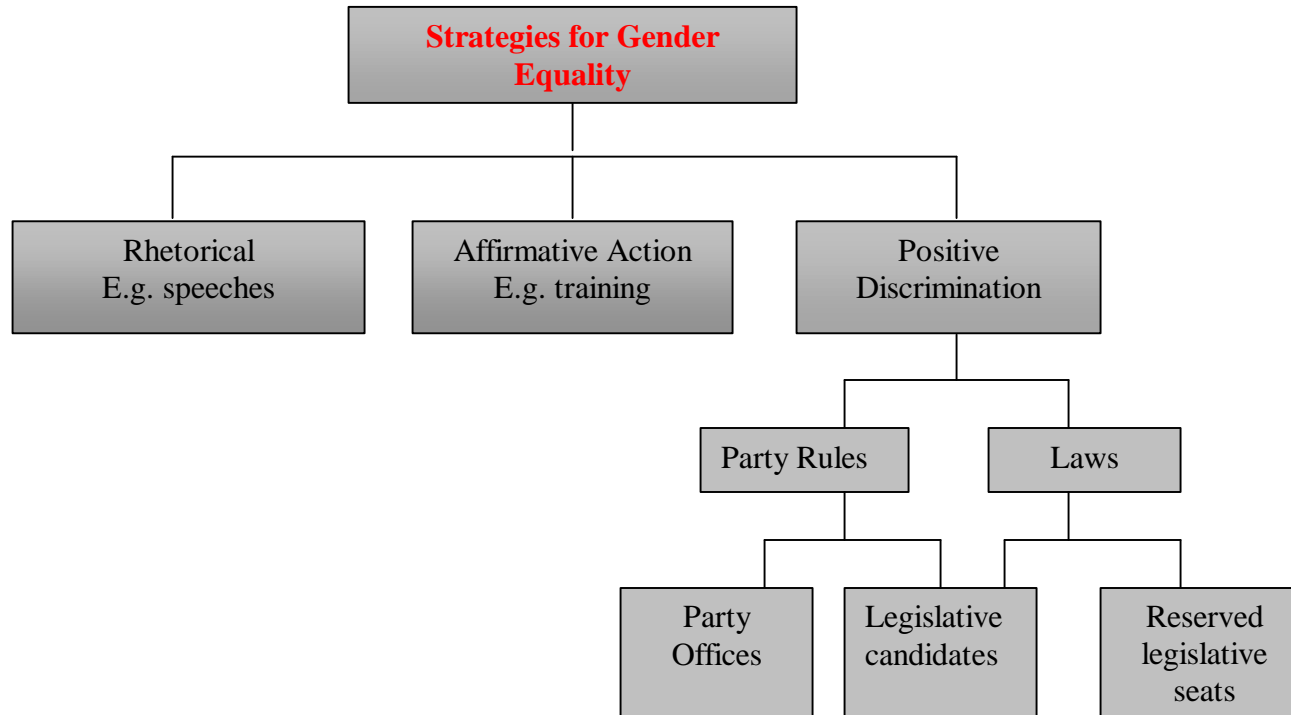 Strategies for Gender
Equality
Rhetorical
E.g. speeches
Affirmative Action
E.g. training
Positive
Discrimination
Party Rules
Laws
Party
Offices
Legislative
candidates
Reserved
legislative
seats